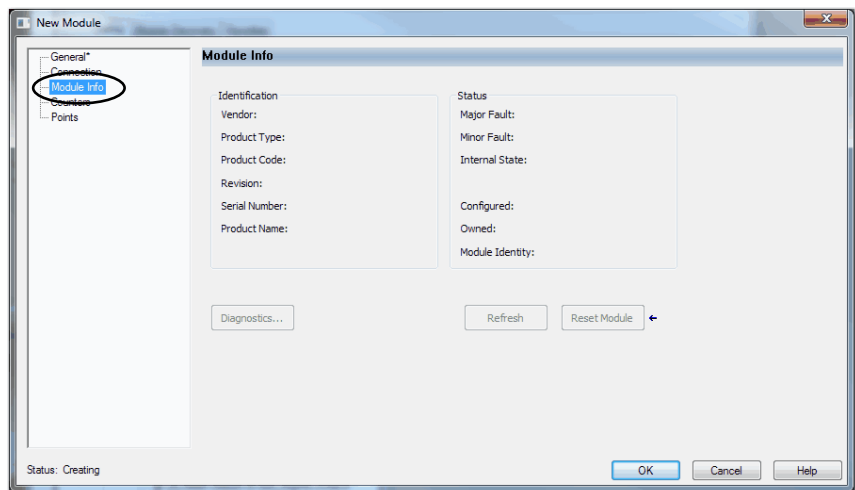 New Module
General*
Connection
Module Info
Counters
Points
Module Info
Identification
Vendor:
Product Type:
Product Code:
Revision:
Serial Number:
Product Name:
Status
Major Fault:
Minor Fault:
Internal State:
Configured:
Owned:
Module Identity:
Diagnostics...
Refresh
Reset Module
Status: Creating
OK
Cancel
Help